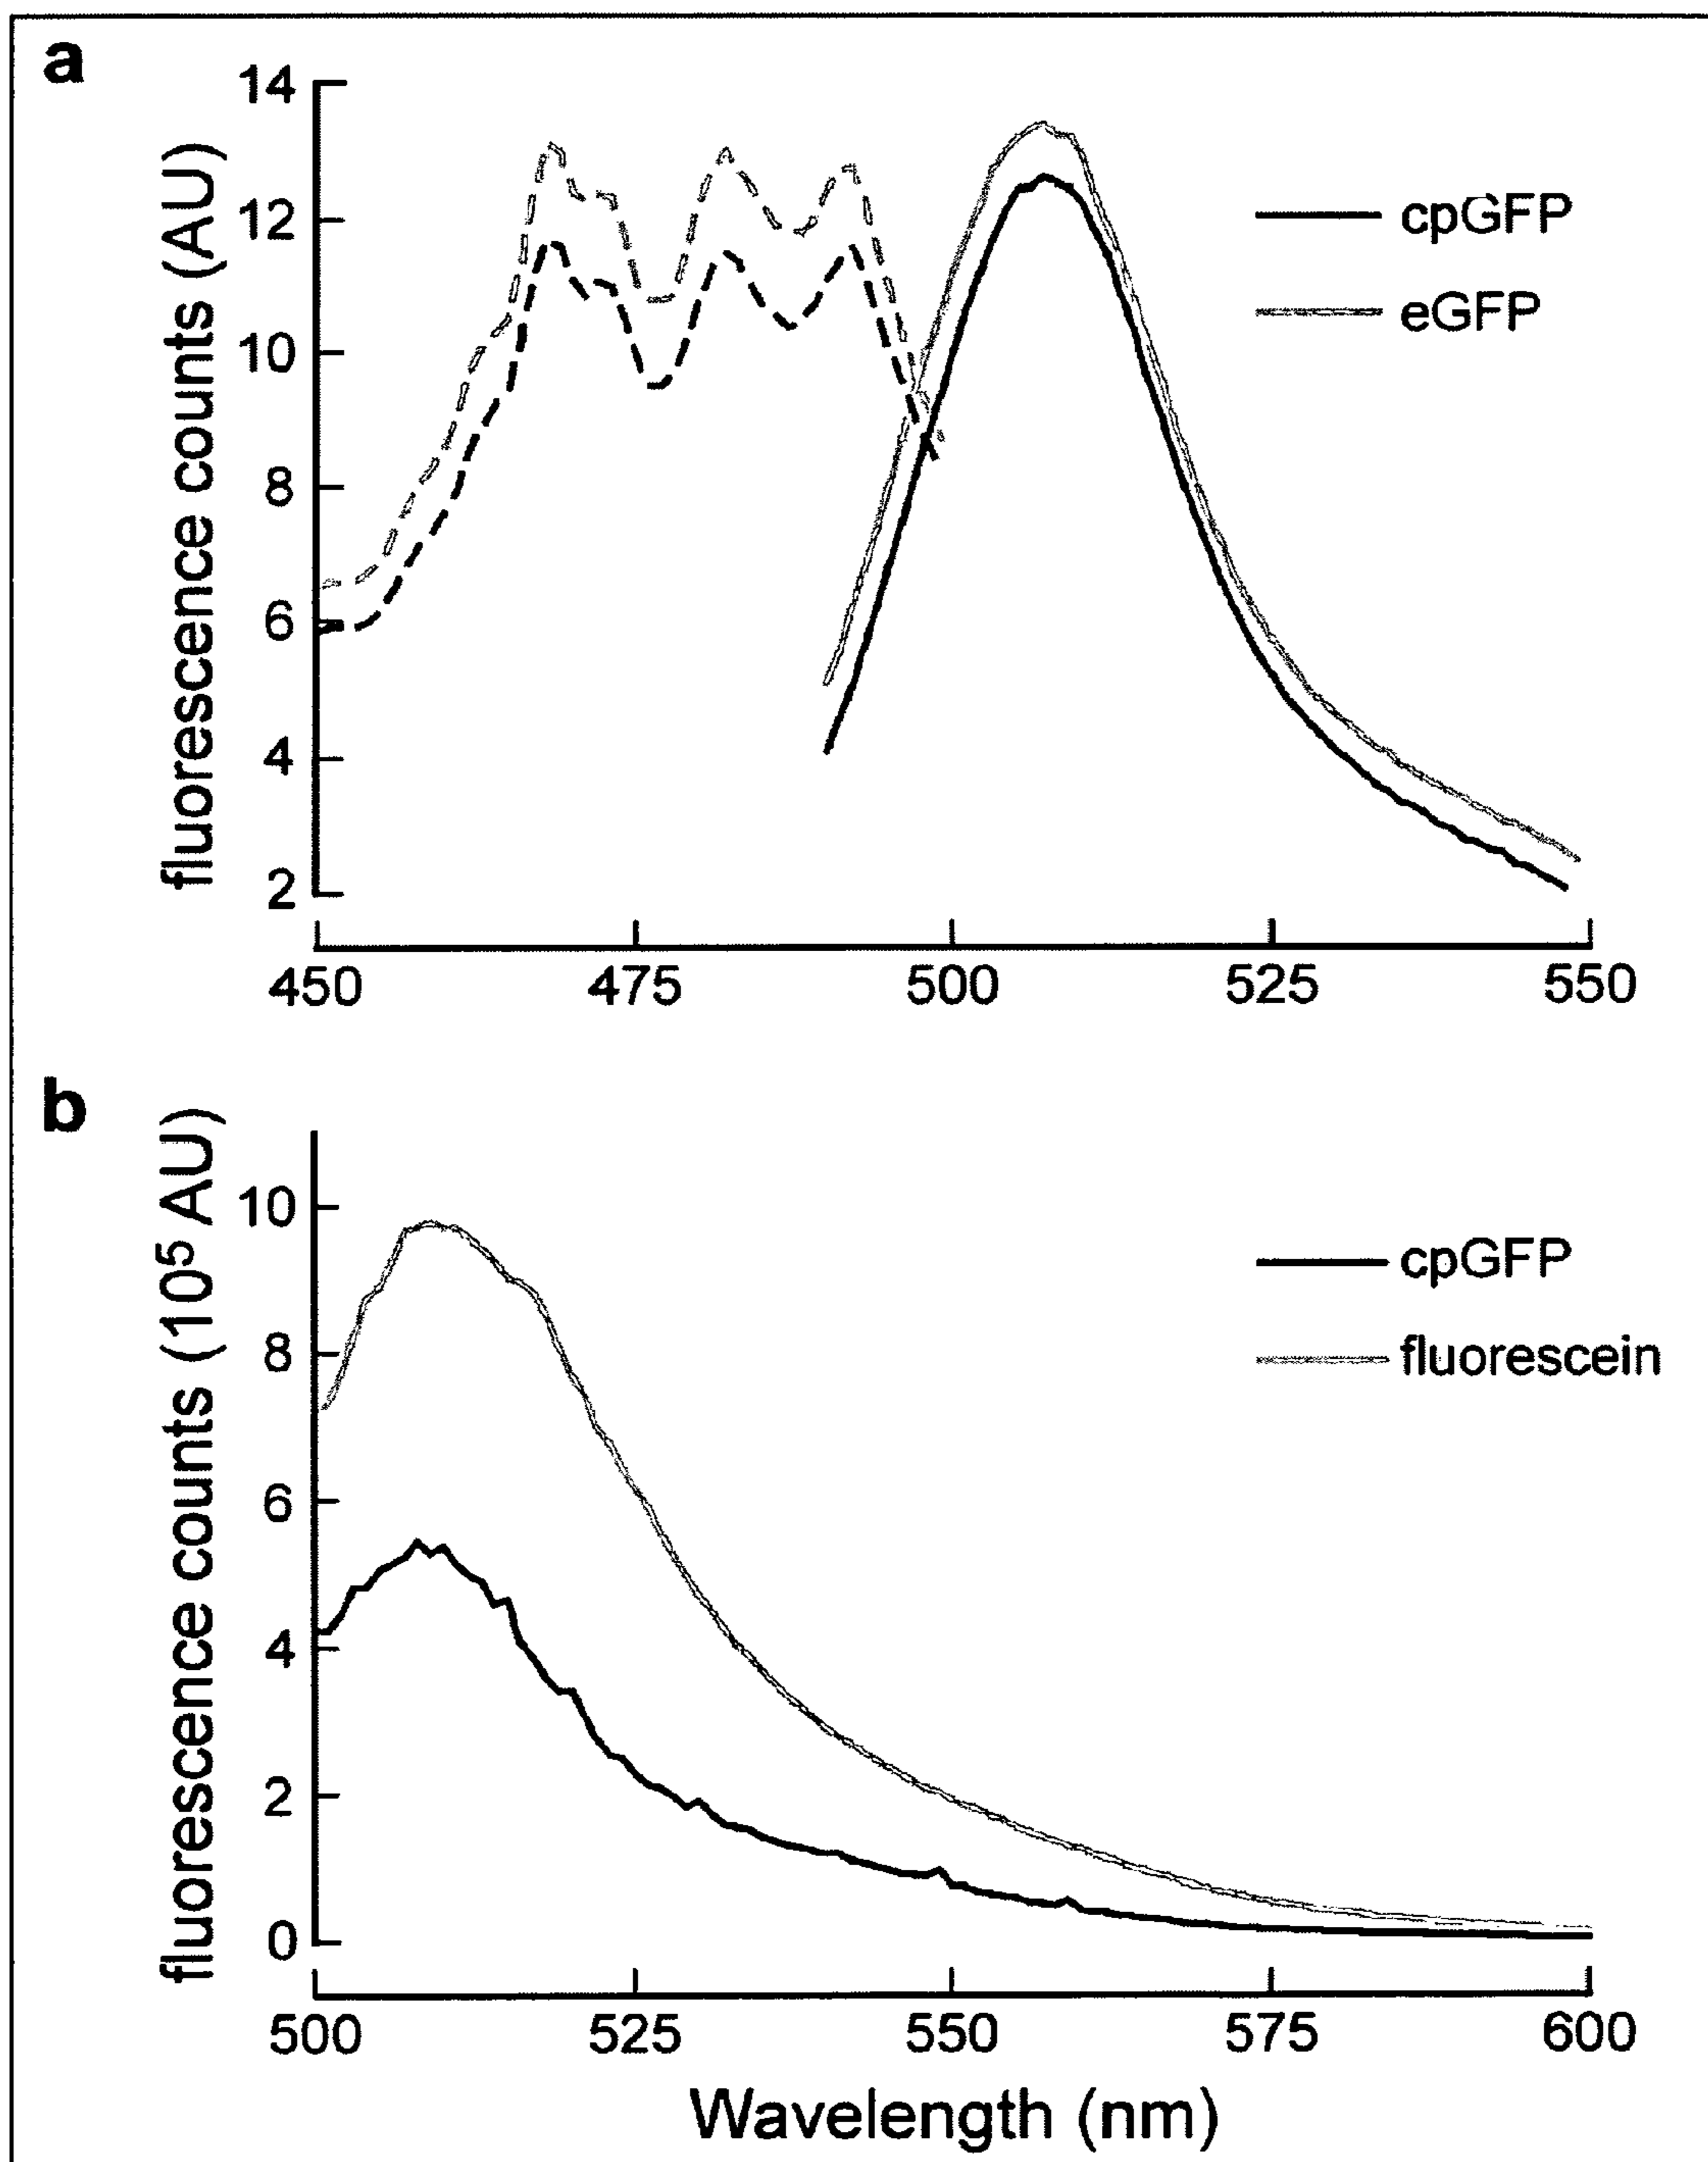 a
fluorescence counts (AU)
14
12
10
8
6
4
2
cpGFP
eGFP
450 475 500 525 550
b
fluorescence counts (10⁵ AU)
10
8
6
4
2
0
cpGFP
fluorescein
500 525 550 575 600
Wavelength (nm)